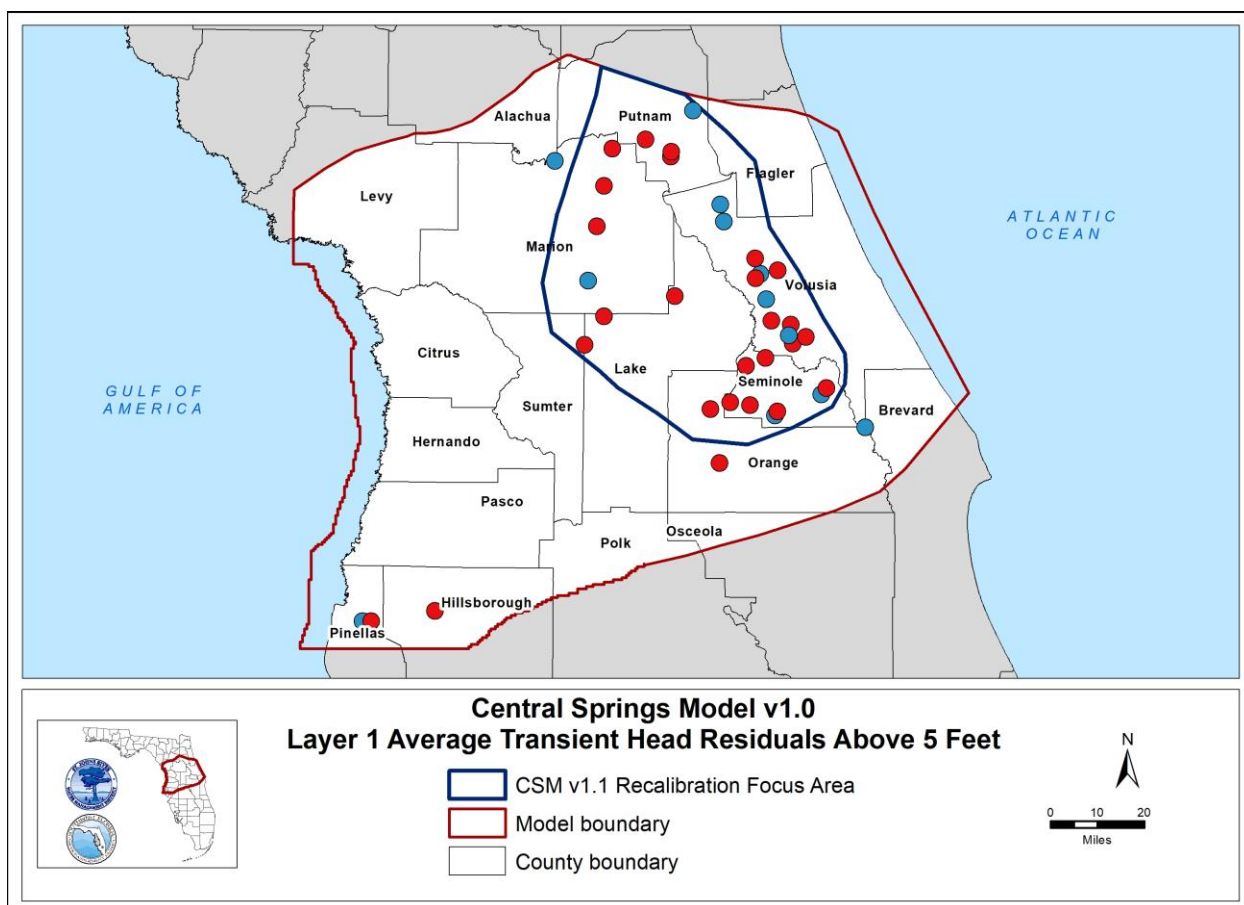 Alachua
Putnam
Flagler
Levy
Marion
ATLANTIC
OCEAN
Volusia
Citrus
Lake
GULF OF
AMERICA
Seminole
Sumter
Brevard
Hernando
Orange
Pasco
Osceola
Polk
Hillsborough
Pinellas
Central Springs Model v1.0
Layer 1 Average Transient Head Residuals Above 5 Feet
CSM v1.1 Recalibration Focus Area
Model boundary
County boundary
N
0 10 20
Miles